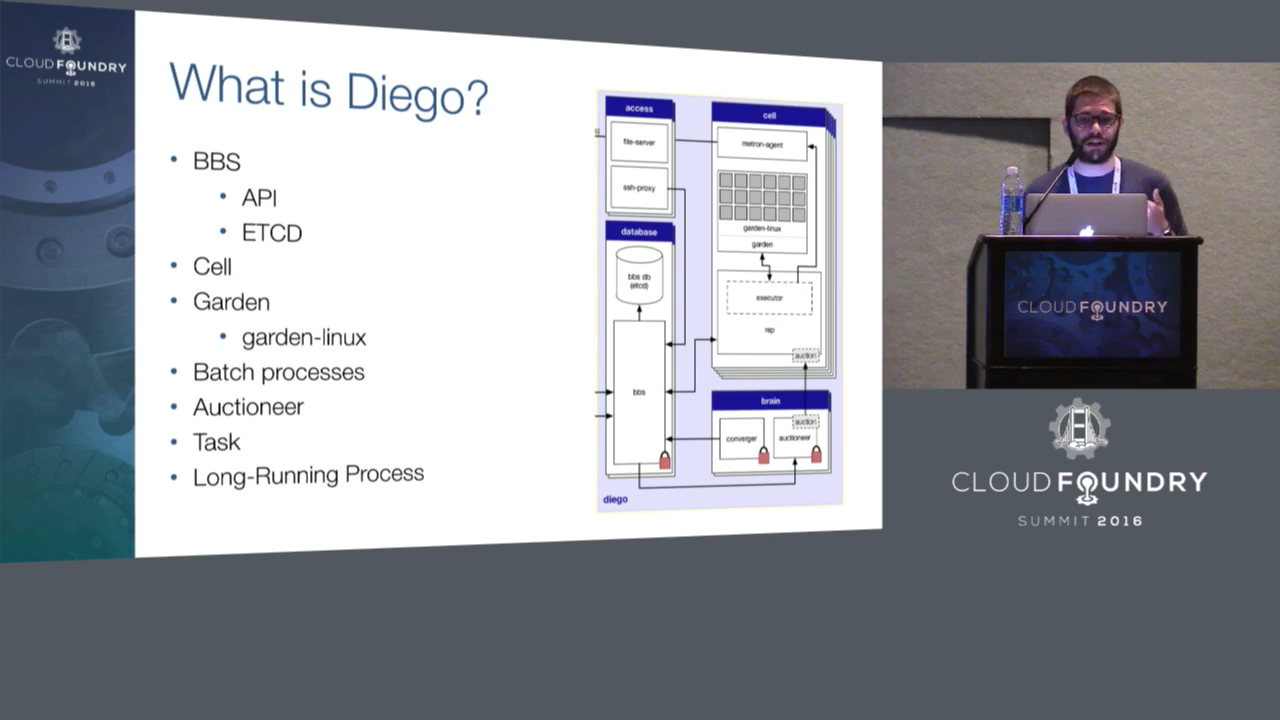 CLOUD FOUNDRY
SUMMIT 2016
What is Diego?
• BBS
• API
• ETCD
• Cell
• Garden
• garden-linux
• Batch processes
• Auctioneer
• Task
• Long-Running Process
access
file-server
ssh-proxy
database
bbs db
(etcd)
bbs
cell
metron-agent
garden-linux
garden
executor
rep
auction
brain
auction
converger
auctioneer
diego
CLOUD FOUNDRY
CLOUD FOUNDRY
SUMMIT 2016